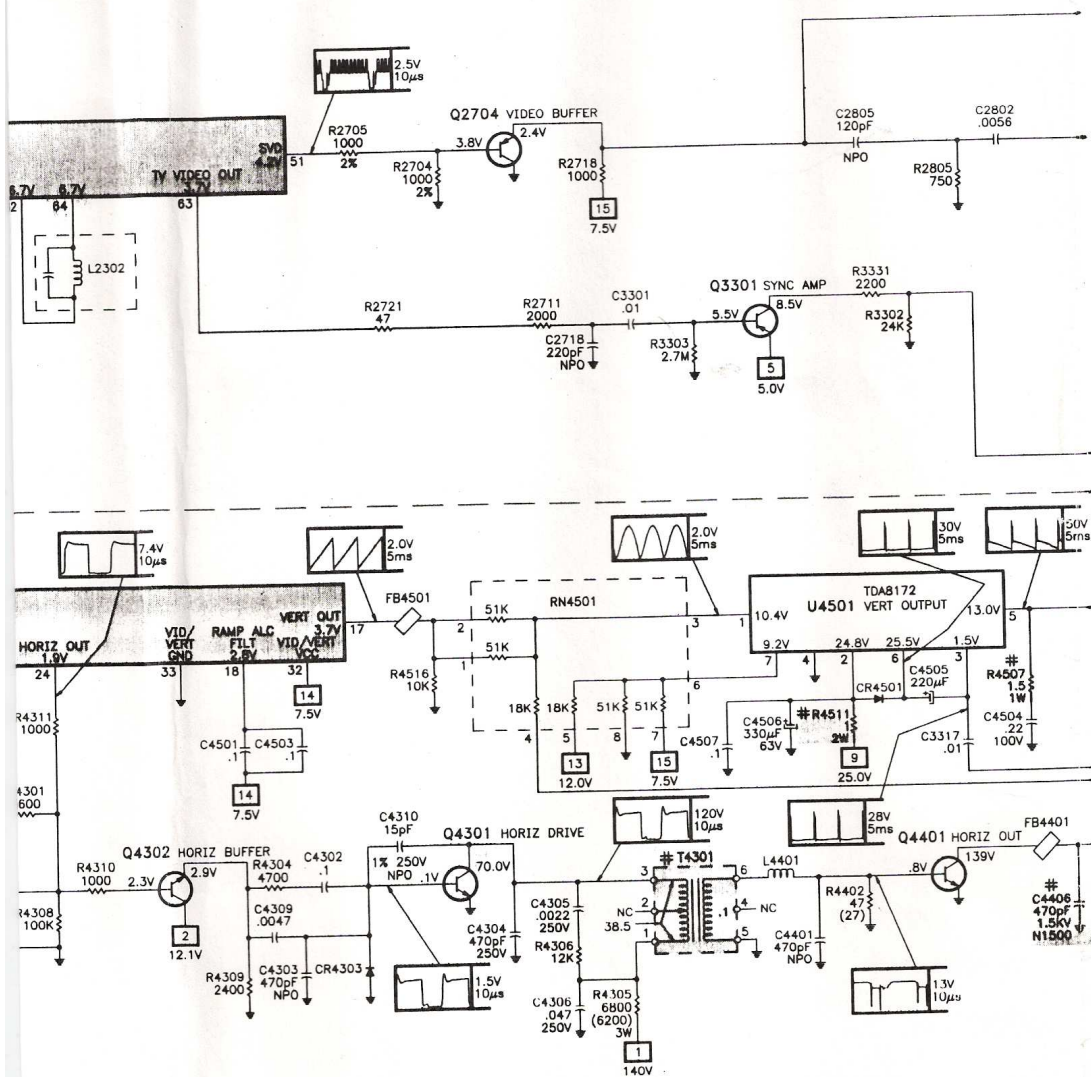 2.5V
10µs
Q2704 VIDEO BUFFER
2.4V
3.8V
R2705
1000
2%
R2704
1000
2%
R2718
1000
15
7.5V
C2805
120pF
NPO
C2802
.0056
R2805
750
SVD
4.2V
51
TV VIDEO OUT
3.7V
63
6.7V
2
6.7V
64
L2302
R2721
47
R2711
2000
C3301
.01
C2718
220pF
NPO
R3303
2.7M
Q3301 SYNC AMP
5.5V
8.5V
5
5.0V
R3331
2200
R3302
24K
7.4V
10µs
2.0V
5ms
2.0V
5ms
30V
5ms
50V
5ms
HORIZ OUT
1.9V
24
VID/
VERT
GND
33
RAMP ALC
FILT
2.8V
18
VERT OUT
3.7V
17
VID/VERT
VCC
32
14
7.5V
FB4501
R4516
10K
RN4501
51K
2
51K
1
3
6
18K
4
18K
5
51K
8
51K
7
13
12.0V
15
7.5V
TDA8172
U4501 VERT OUTPUT
1
10.4V
9.2V
7
4
24.8V
2
25.5V
6
1.5V
3
13.0V
5
CR4501
C4505
220µF
C4507
.1
C4506
330µF
63V
#R4511
1
2W
9
25.0V
C3317
.01
#
R4507
1.5
1W
C4504
.22
100V
R4311
1000
C4501
.1
C4503
.1
14
7.5V
4301
600
R4310
1000
R4308
100K
Q4302 HORIZ BUFFER
2.3V
2.9V
2
12.1V
R4304
4700
C4302
.1
C4309
.0047
R4309
2400
C4303
470pF
NPO
CR4303
C4310
15pF
1% 250V
NPO
Q4301 HORIZ DRIVE
.1V
70.0V
1.5V
10µs
C4304
470pF
250V
120V
10µs
C4305
.0022
250V
R4306
12K
C4306
.047
250V
R4305
6800
(6200)
3W
1
140V
# T4301
3
NC 2
38.5
1
6
.1
4 NC
5
L4401
C4401
470pF
NPO
R4402
47
(27)
28V
5ms
13V
10µs
Q4401 HORIZ OUT
.8V
139V
FB4401
#
C4406
470pF
1.5KV
N1500